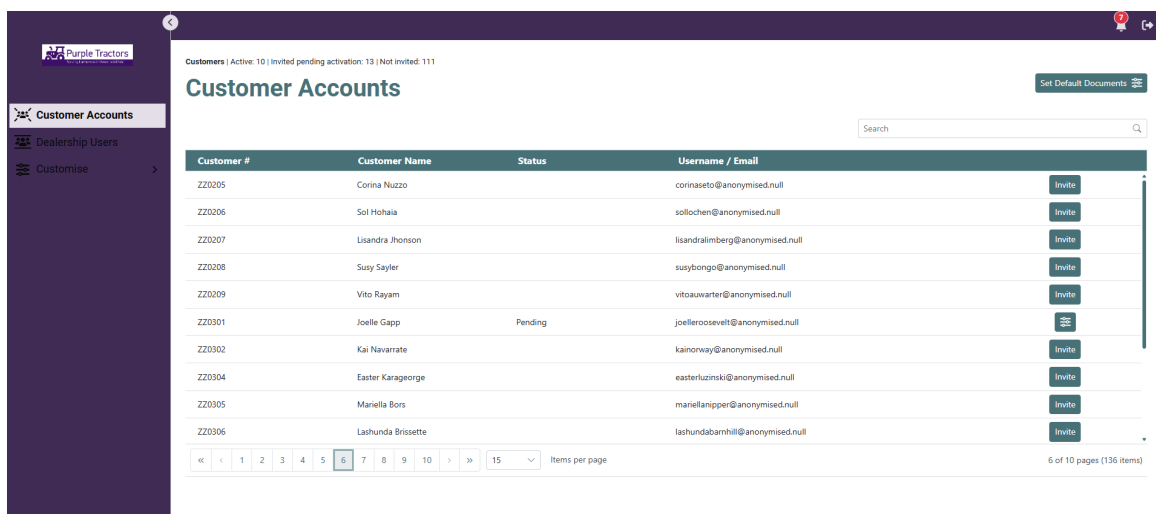 7
Purple Tractors
Customers | Active: 10 | Invited pending activation: 13 | Not invited: 111
Customer Accounts
Set Default Documents
Customer Accounts
Dealership Users
Customise
Search
Customer # Customer Name Status Username / Email
ZZ0205 Corina Nuzzo corinaseto@anonymised.null Invite
ZZ0206 Sol Hohaia sollochen@anonymised.null Invite
ZZ0207 Lisandra Jhonson lisandralimberg@anonymised.null Invite
ZZ0208 Susy Sayler susybongo@anonymised.null Invite
ZZ0209 Vito Rayam vitoauwarter@anonymised.null Invite
ZZ0301 Joelle Gapp Pending joelleroosevelt@anonymised.null
ZZ0302 Kai Navarrate kainorway@anonymised.null Invite
ZZ0304 Easter Karageorge easterluzinski@anonymised.null Invite
ZZ0305 Mariella Bors mariellanipper@anonymised.null Invite
ZZ0306 Lashunda Brissette lashundabarnhill@anonymised.null Invite
1 2 3 4 5 6 7 8 9 10 15 Items per page 6 of 10 pages (136 items)